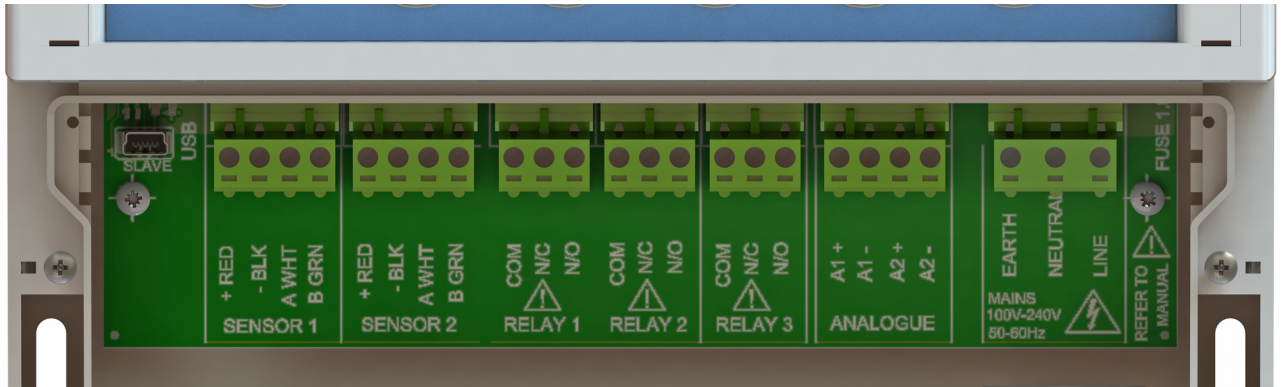 USB
SLAVE
+ RED
- BLK
A WHT
B GRN
SENSOR 1
+ RED
- BLK
A WHT
B GRN
SENSOR 2
COM
N/C
N/O
RELAY 1
COM
N/C
N/O
RELAY 2
COM
N/C
N/O
RELAY 3
A1 +
A1 -
A2 +
A2 -
ANALOGUE
EARTH
NEUTRAL
LINE
MAINS
100V-240V
50-60Hz
FUSE
REFER TO
MANUAL